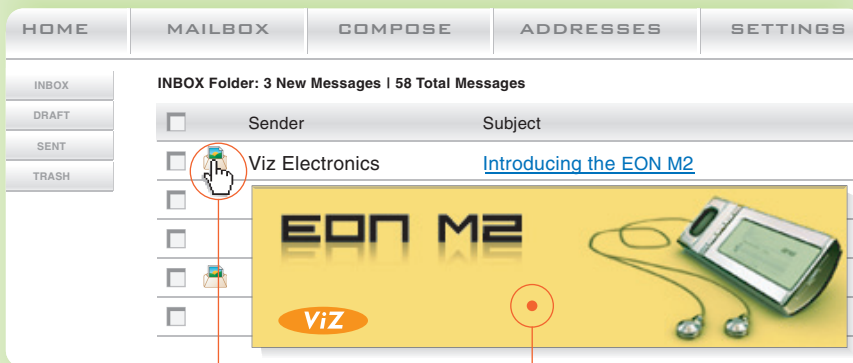 HOME MAILBOX COMPOSE ADDRESSES SETTINGS
INBOX
DRAFT
SENT
TRASH
INBOX Folder: 3 New Messages | 58 Total Messages
Sender Subject
Viz Electronics Introducing the EON M2
EON M2
ViZ